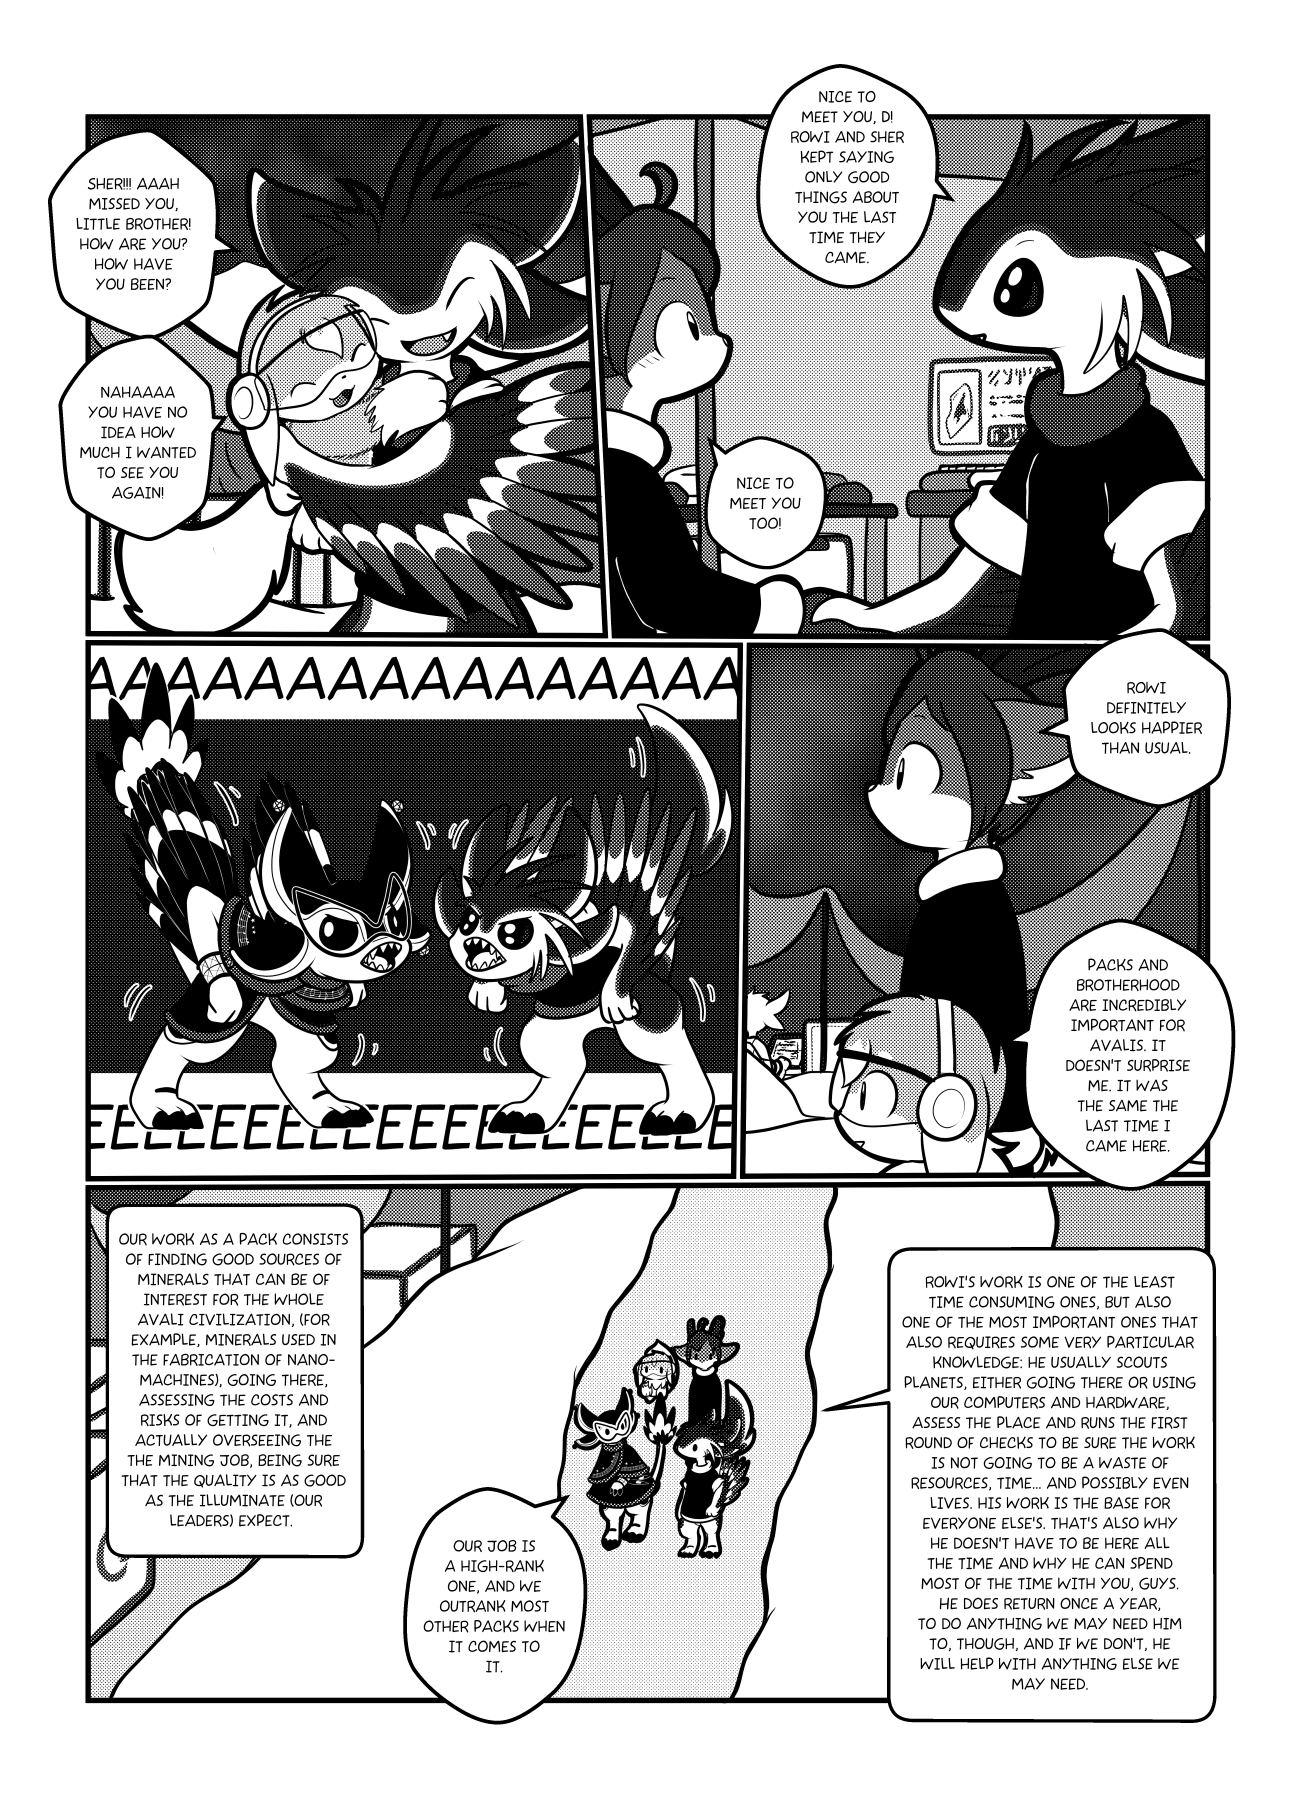 SHER!!! AAAH
MISSED YOU,
LITTLE BROTHER!
HOW ARE YOU?
HOW HAVE
YOU BEEN?
NAHAAAA
YOU HAVE NO
IDEA HOW
MUCH I WANTED
TO SEE YOU
AGAIN!
NICE TO
MEET YOU, D!
ROWI AND SHER
KEPT SAYING
ONLY GOOD
THINGS ABOUT
YOU THE LAST
TIME THEY
CAME.
NICE TO
MEET YOU
TOO!
AAAAAAAAAAAAAAAAA
EEEEEEEEEEEEEEEEEEE
ROWI
DEFINITELY
LOOKS HAPPIER
THAN USUAL.
PACKS AND
BROTHERHOOD
ARE INCREDIBLY
IMPORTANT FOR
AVALIS. IT
DOESN'T SURPRISE
ME. IT WAS
THE SAME THE
LAST TIME I
CAME HERE.
OUR WORK AS A PACK CONSISTS
OF FINDING GOOD SOURCES OF
MINERALS THAT CAN BE OF
INTEREST FOR THE WHOLE
AVALI CIVILIZATION, (FOR
EXAMPLE, MINERALS USED IN
THE FABRICATION OF NANO-
MACHINES), GOING THERE,
ASSESSING THE COSTS AND
RISKS OF GETTING IT, AND
ACTUALLY OVERSEEING THE
THE MINING JOB, BEING SURE
THAT THE QUALITY IS AS GOOD
AS THE ILLUMINATE (OUR
LEADERS) EXPECT.
OUR JOB IS
A HIGH-RANK
ONE, AND WE
OUTRANK MOST
OTHER PACKS WHEN
IT COMES TO
IT.
ROWI'S WORK IS ONE OF THE LEAST
TIME CONSUMING ONES, BUT ALSO
ONE OF THE MOST IMPORTANT ONES THAT
ALSO REQUIRES SOME VERY PARTICULAR
KNOWLEDGE: HE USUALLY SCOUTS
PLANETS, EITHER GOING THERE OR USING
OUR COMPUTERS AND HARDWARE,
ASSESS THE PLACE AND RUNS THE FIRST
ROUND OF CHECKS TO BE SURE THE WORK
IS NOT GOING TO BE A WASTE OF
RESOURCES, TIME... AND POSSIBLY EVEN
LIVES. HIS WORK IS THE BASE FOR
EVERYONE ELSE'S. THAT'S ALSO WHY
HE DOESN'T HAVE TO BE HERE ALL
THE TIME AND WHY HE CAN SPEND
MOST OF THE TIME WITH YOU, GUYS.
HE DOES RETURN ONCE A YEAR,
TO DO ANYTHING WE MAY NEED HIM
TO, THOUGH, AND IF WE DON'T, HE
WILL HELP WITH ANYTHING ELSE WE
MAY NEED.